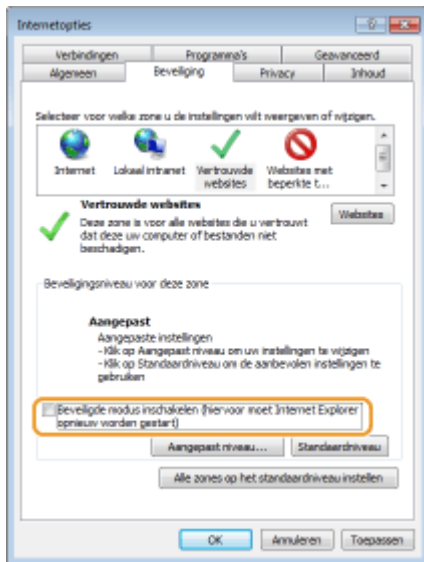 Internetopties
Verbindingen Programma's Geavanceerd
Algemeen Beveiliging Privacy Inhoud
Selecteer voor welke zone u de instellingen wilt weergeven of wijzigen.
Internet Lokaal intranet Vertrouwde Websites met
websites beperkte t...
Vertrouwde websites
Websites
Deze zone is voor alle websites die u vertrouwt
dat deze uw computer of bestanden niet
beschadigen.
Beveiligingsniveau voor deze zone
Aangepast
Aangepaste instellingen
-Klik op Aangepast niveau om uw instellingen te wijzigen
-Klik op Standaardniveau om de aanbevolen instellingen te
gebruiken
Beveiligde modus inschakelen (hiervoor moet Internet Explorer
opnieuw worden gestart)
Aangepast niveau... Standaardniveau
Alle zones op het standaardniveau instellen
OK Annuleren Toepassen